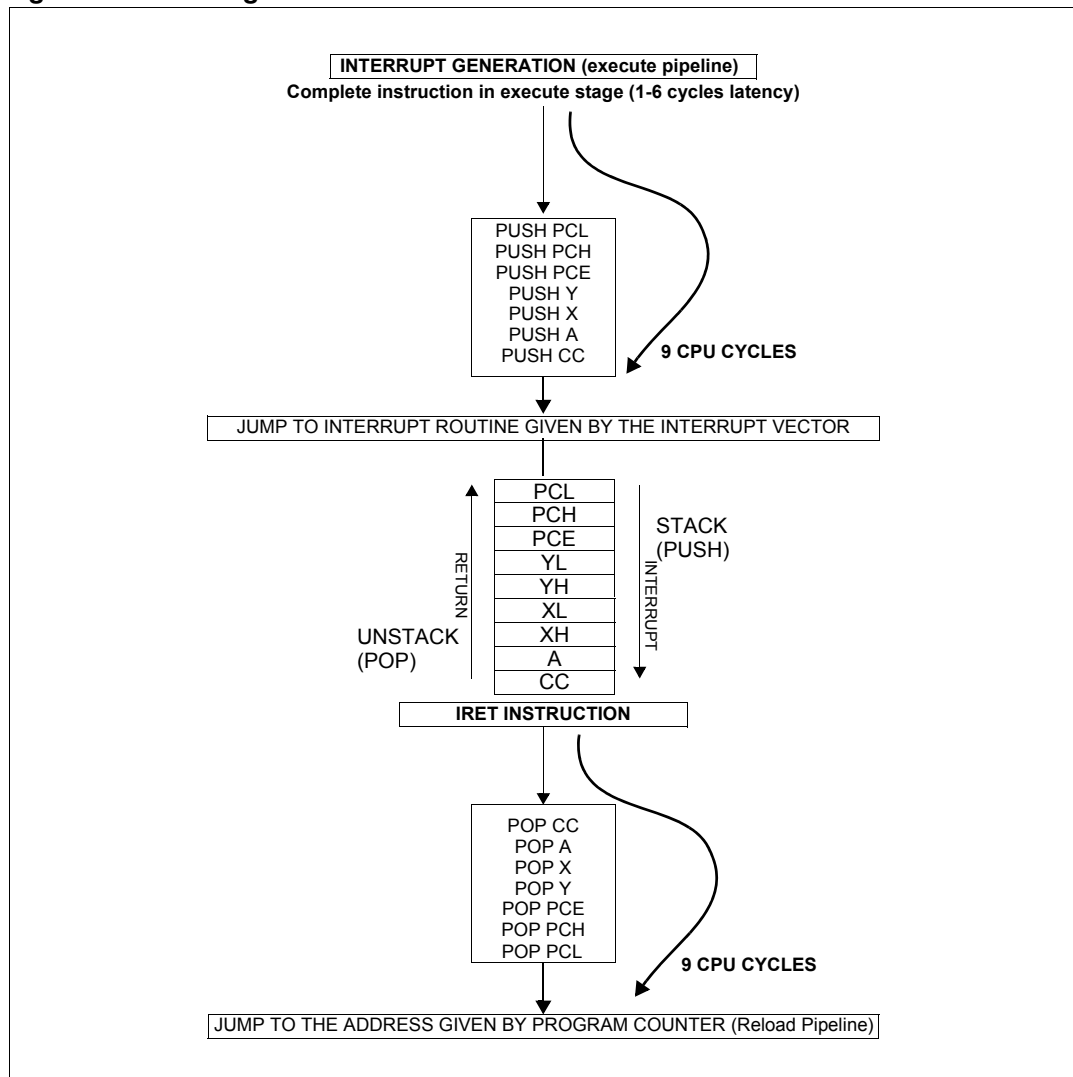 INTERRUPT GENERATION (execute pipeline)
Complete instruction in execute stage (1-6 cycles latency)
PUSH PCL
PUSH PCH
PUSH PCE
PUSH Y
PUSH X
PUSH A
PUSH CC
9 CPU CYCLES
JUMP TO INTERRUPT ROUTINE GIVEN BY THE INTERRUPT VECTOR
PCL
PCH
PCE
YL
YH
XL
XH
A
CC
STACK
(PUSH)
INTERRUPT
RETURN
UNSTACK
(POP)
IRET INSTRUCTION
POP CC
POP A
POP X
POP Y
POP PCE
POP PCH
POP PCL
9 CPU CYCLES
JUMP TO THE ADDRESS GIVEN BY PROGRAM COUNTER (Reload Pipeline)